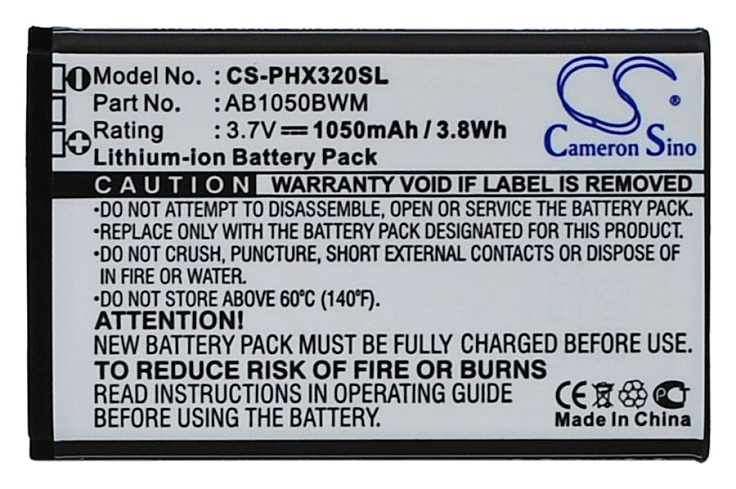 Model No. : CS-PHX320SL
Part No. : AB1050BWM
Rating : 3.7V 1050mAh / 3.8Wh
Lithium-ion Battery Pack
CS ®
Cameron Sino
CAUTION WARRANTY VOID IF LABEL IS REMOVED
•DO NOT ATTEMPT TO DISASSEMBLE, OPEN OR SERVICE THE BATTERY PACK.
•REPLACE ONLY WITH THE BATTERY PACK DESIGNATED FOR THIS PRODUCT.
•DO NOT CRUSH, PUNCTURE, SHORT EXTERNAL CONTACTS OR DISPOSE OF
IN FIRE OR WATER.
•DO NOT STORE ABOVE 60°C (140°F).
ATTENTION!
NEW BATTERY PACK MUST BE FULLY CHARGED BEFORE USE.
TO REDUCE RISK OF FIRE OR BURNS
READ INSTRUCTIONS IN OPERATING GUIDE
BEFORE USING THE BATTERY.
CE PCT
Made In China